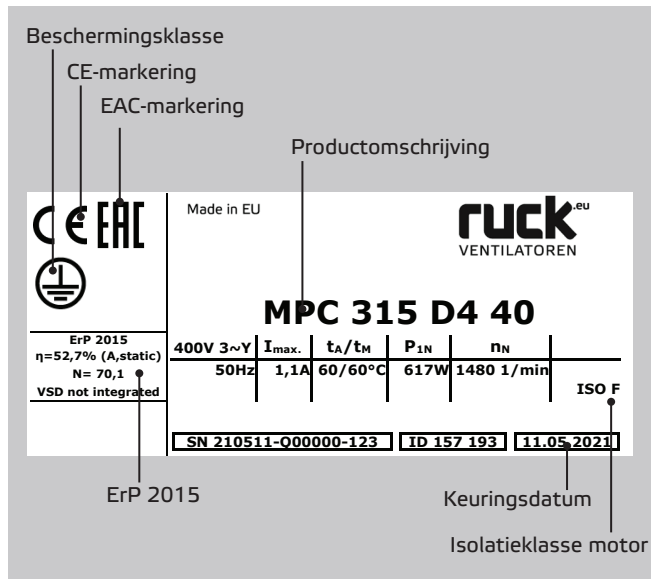 Beschermingsklasse
CE-markering
EAC-markering
Productomschrijving
CE EAC
Made in EU
ruck.eu
VENTILATOREN
MPC 315 D4 40
ErP 2015
η=52,7% (A,static)
N= 70,1
VSD not integrated
400V 3~Y Imax. tA/tM P1N nN
50Hz 1,1A 60/60°C 617W 1480 1/min
ISO F
SN 210511-Q00000-123 ID 157 193 11.05.2021
ErP 2015
Keuringsdatum
Isolatieklasse motor